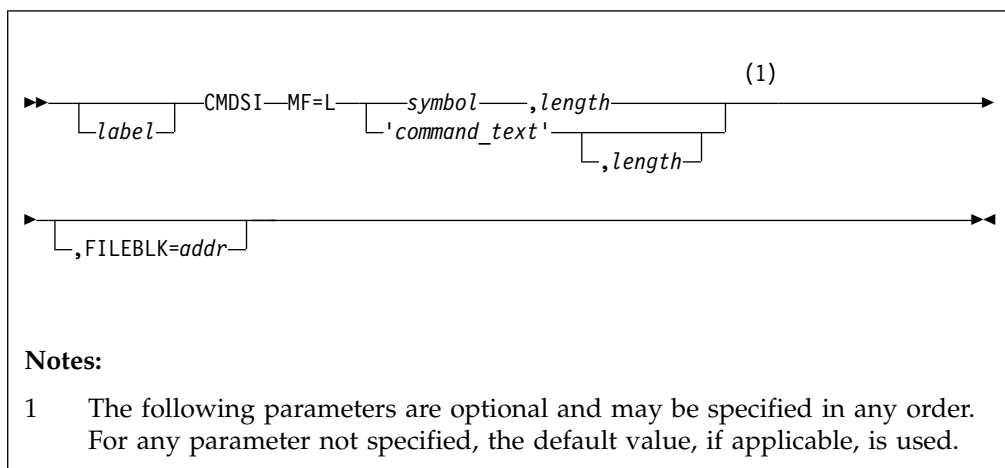 (1)
CMDSI MF=L symbol ,length
label 'command_text'
,length
,FILEBLK=addr
Notes:
1 The following parameters are optional and may be specified in any order.
For any parameter not specified, the default value, if applicable, is used.